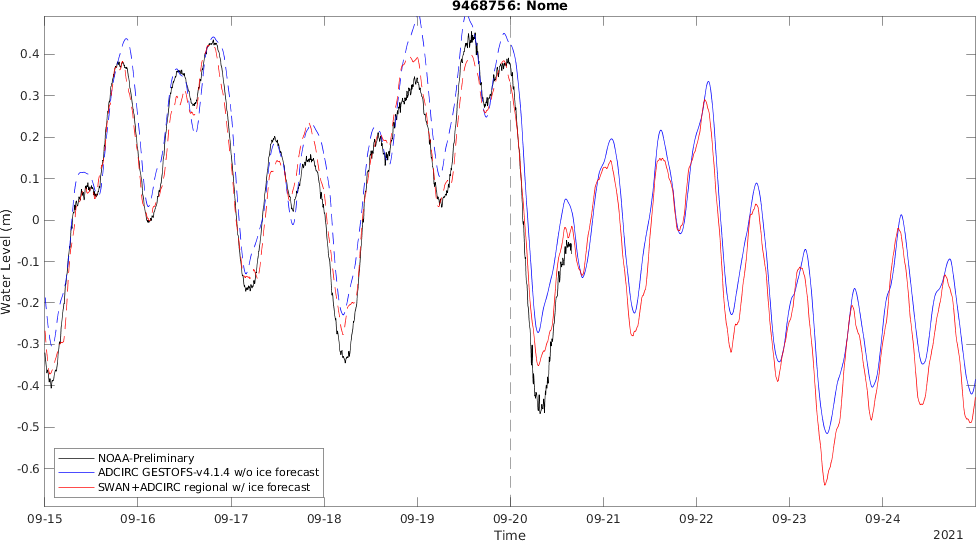 9468756: Nome
Water Level (m)
0.4
0.3
0.2
0.1
0
-0.1
-0.2
-0.3
-0.4
-0.5
-0.6
NOAA-Preliminary
ADCIRC GESTOFS-v4.1.4 w/o ice forecast
SWAN+ADCIRC regional w/ ice forecast
09-15 09-16 09-17 09-18 09-19 09-20 09-21 09-22 09-23 09-24
Time
2021